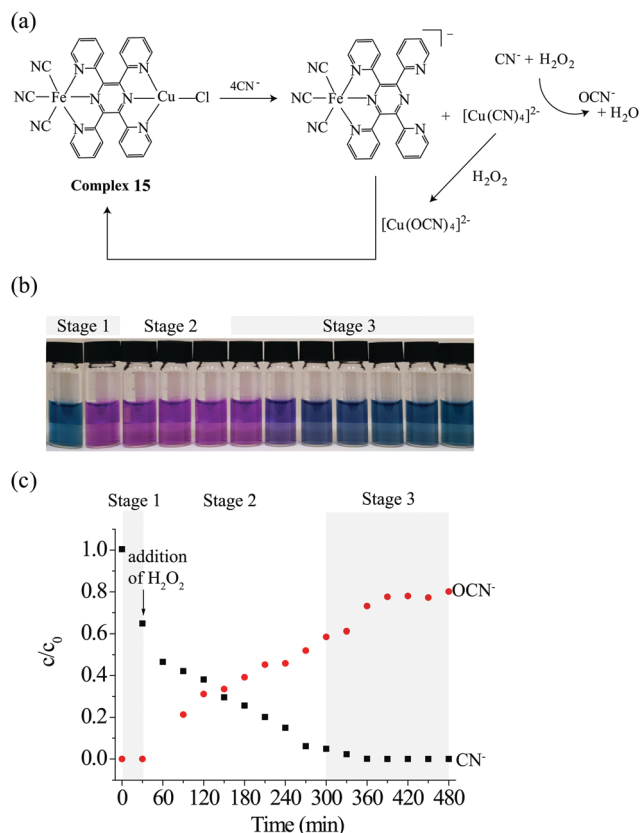 (a)
NC
NC
NC
Fe
N
N
N
N
N
N
Cu
Cl
4CN⁻
NC
NC
NC
Fe
N
N
N
N
N
N
−
+ [Cu(CN)₄]²⁻
CN⁻ + H₂O₂
OCN⁻
+ H₂O
H₂O₂
[Cu(OCN)₄]²⁻
Complex 15
(b)
Stage 1 Stage 2 Stage 3
(c)
Stage 1 Stage 2 Stage 3
addition
of H₂O₂
OCN⁻
CN⁻
c/c₀
1.0
0.8
0.6
0.4
0.2
0.0
0 60 120 180 240 300 360 420 480
Time (min)